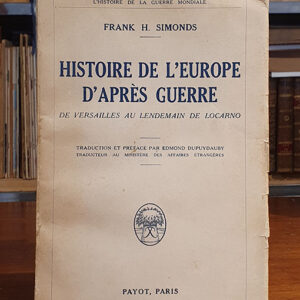 L'HISTOIRE DE LA GUERRE MONDIALE
FRANK H. SIMONDS
HISTOIRE DE L'EUROPE
D'APRÈS GUERRE
DE VERSAILLES AU LENDEMAIN DE LOCARNO
TRADUCTION ET PRÉFACE PAR EDMOND DUPUYDAUBY
TRADUCTEUR AU MINISTÈRE DES AFFAIRES ÉTRANGÈRES
PAYOT, PARIS